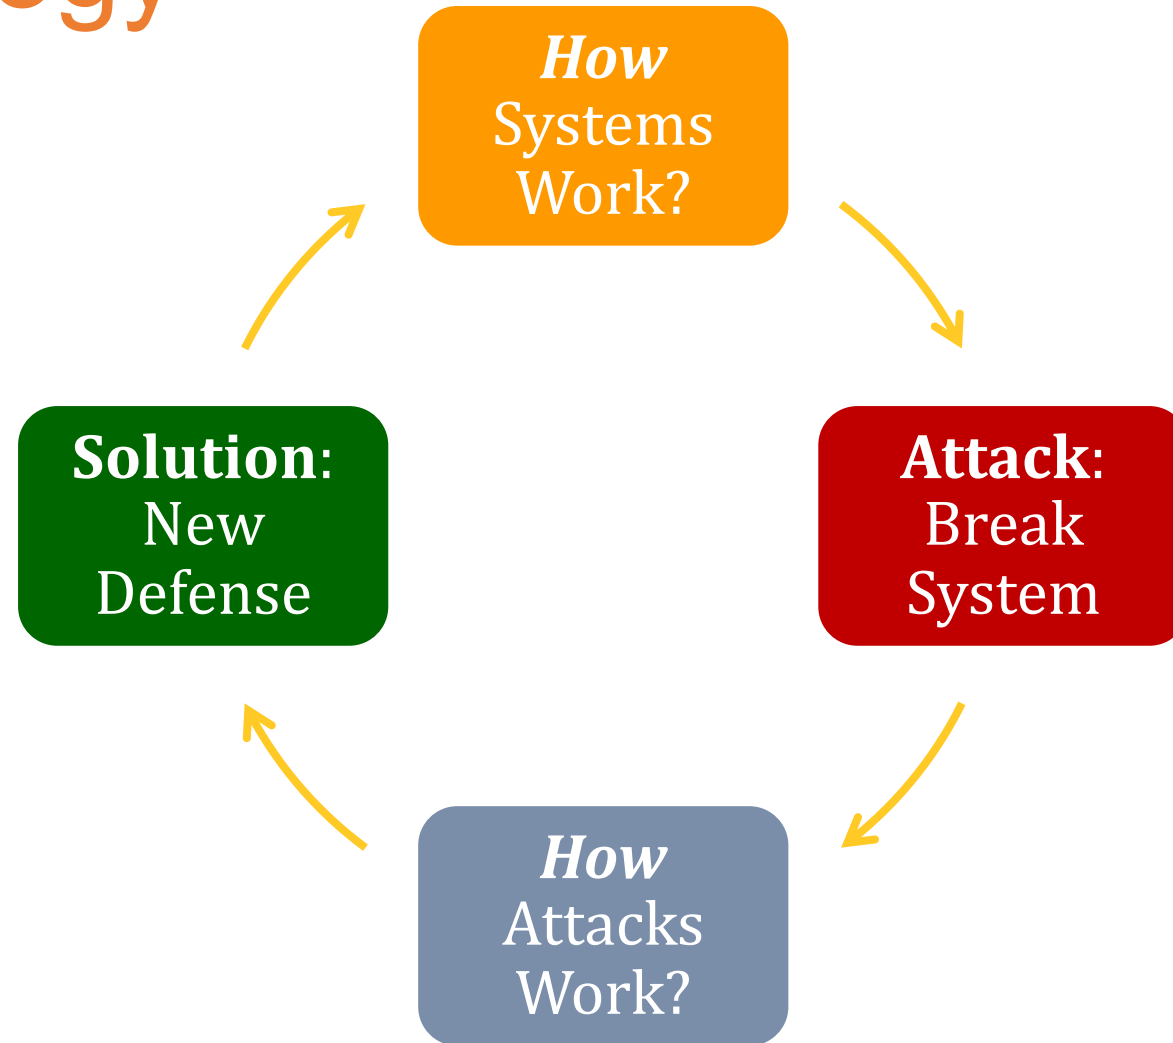 How
Systems
Work?
Solution:
New
Defense
Attack:
Break
System
How
Attacks
Work?